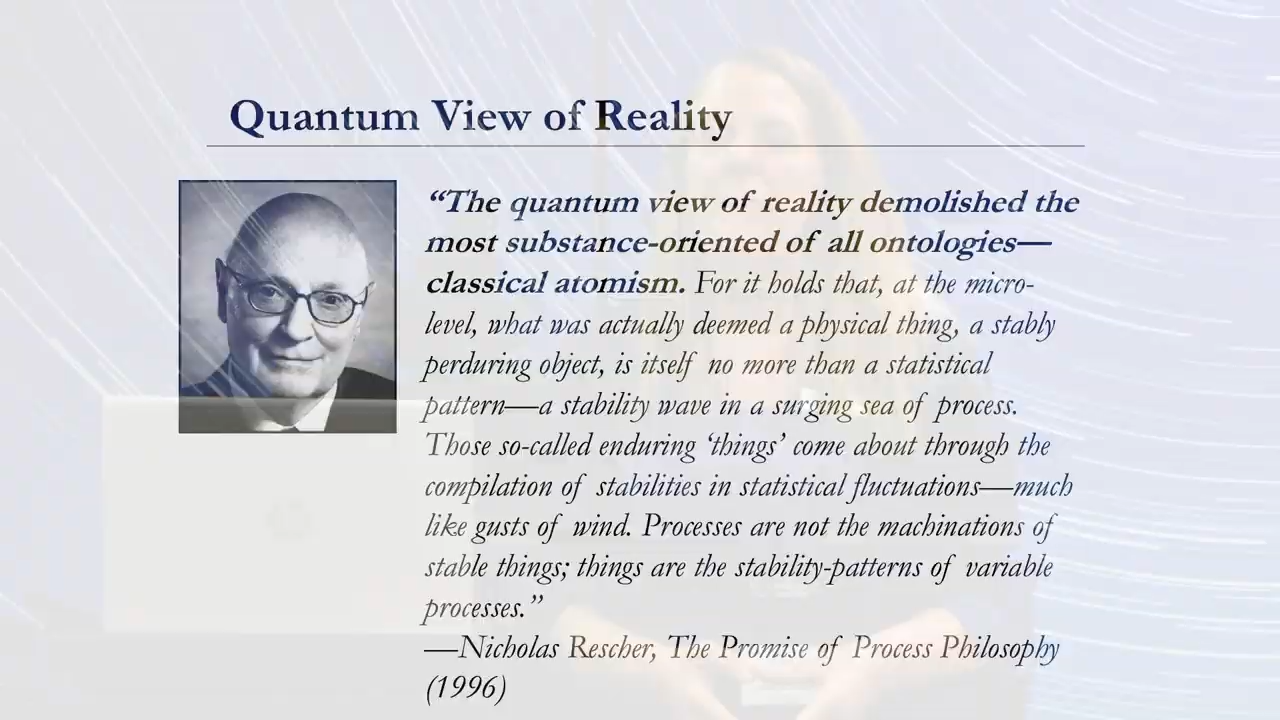 Quantum View of Reality
“The quantum view of reality demolished the
most substance-oriented of all ontologies—
classical atomism. For it holds that, at the micro-
level, what was actually deemed a physical thing, a stably
perduring object, is itself no more than a statistical
pattern—a stability wave in a surging sea of process.
Those so-called enduring ‘things’ come about through the
compilation of stabilities in statistical fluctuations—much
like gusts of wind. Processes are not the machinations of
stable things; things are the stability-patterns of variable
processes.”
—Nicholas Rescher, The Promise of Process Philosophy
(1996)